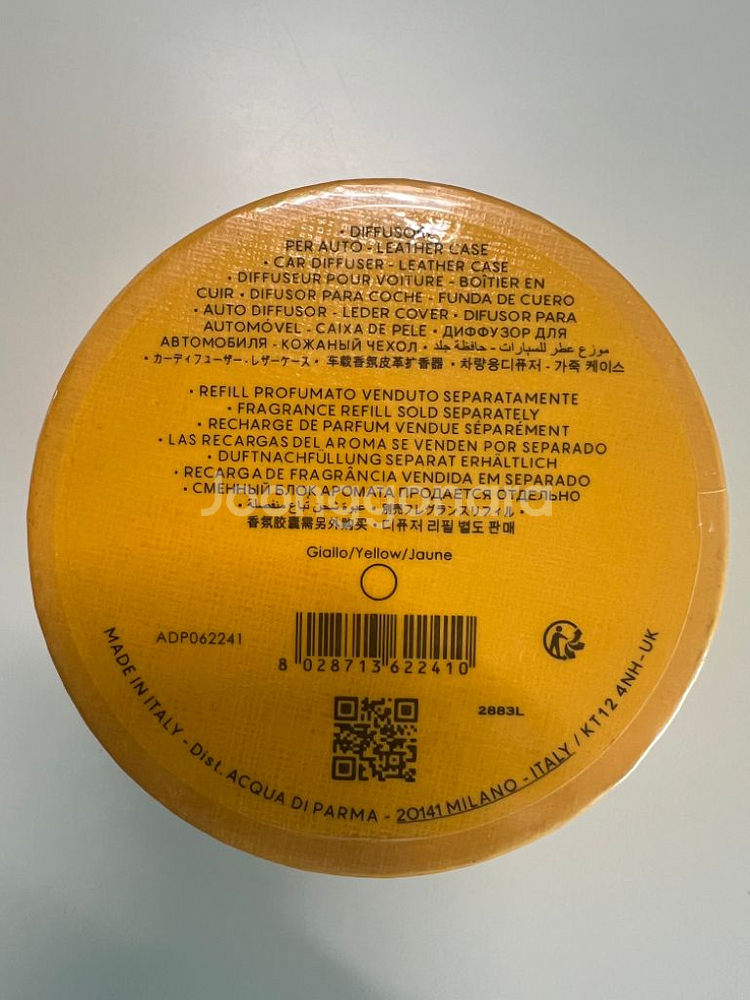 • DIFFUSORE
PER AUTO - LEATHER CASE
• CAR DIFFUSER - LEATHER CASE
• DIFFUSEUR POUR VOITURE - BOÎTIER EN
CUIR • DIFUSOR PARA COCHE - FUNDA DE CUERO
• AUTO DIFFUSOR - LEDER COVER • DIFUSOR PARA
AUTOMÓVEL - CAIXA DE PELE • ДИФФУЗОР ДЛЯ
АВТОМОБИЛЯ - КОЖАНЫЙ ЧЕХОЛ • موزع عطر للسيارات - حافظة جلد
• カーディフューザー・レザーケース • 车载香氛皮革扩香器 • 차량용디퓨저 - 가죽 케이스
• REFILL PROFUMATO VENDUTO SEPARATAMENTE
• FRAGRANCE REFILL SOLD SEPARATELY
• RECHARGE DE PARFUM VENDUE SÉPARÉMENT
• LAS RECARGAS DEL AROMA SE VENDEN POR SEPARADO
• DUFTNACHFÜLLUNG SEPARAT ERHÄLTLICH
• RECARGA DE FRAGRÂNCIA VENDIDA EM SEPARADO
• СМЕННЫЙ БЛОК АРОМАТА ПРОДАЕТСЯ ОТДЕЛЬНО
• تباع منفصلة • 別売フレグランスリフィル •
香氛胶囊需另外购买 • 디퓨저 리필 별도 판매
Giallo/Yellow/Jaune
ADP062241
8 028713 622410
2883L
MADE IN ITALY - Dist. ACQUA DI PARMA - 20141 MILANO - ITALY / KT12 4NH-UK